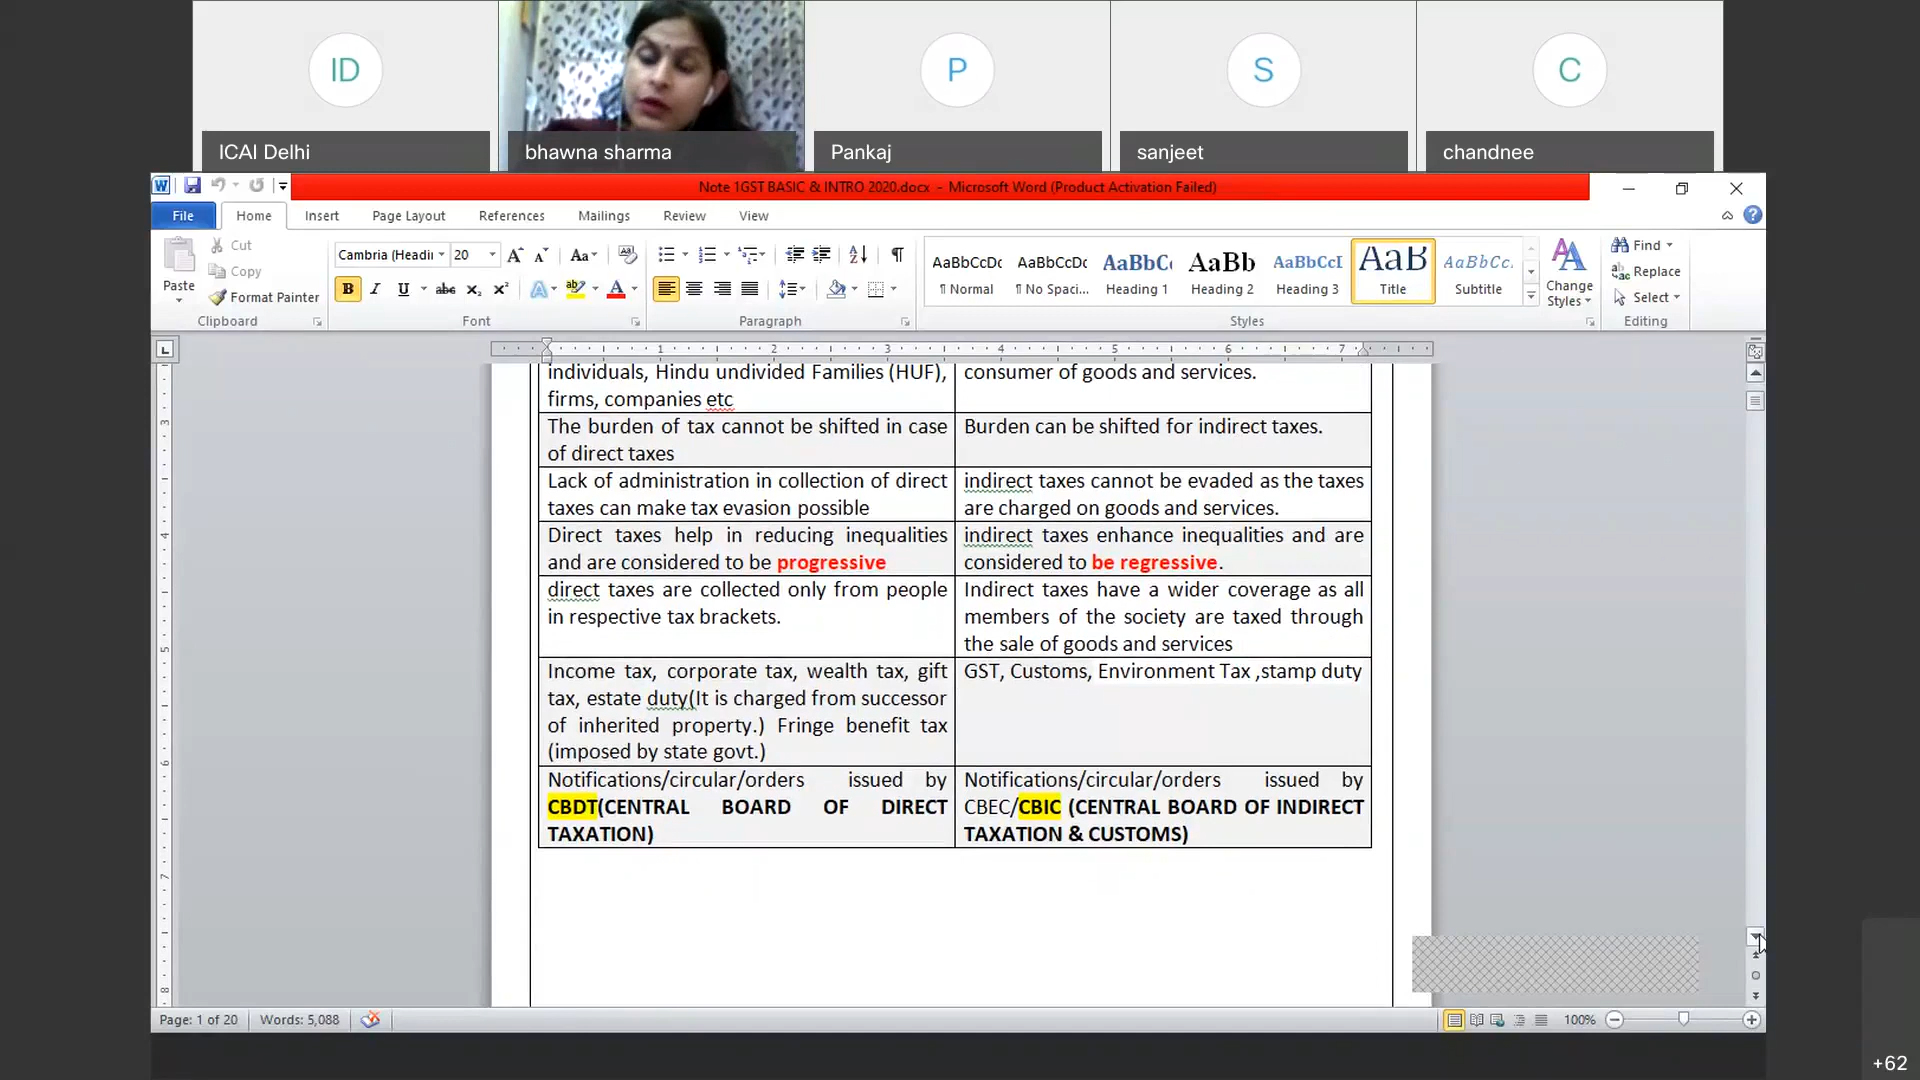 ID
P
S
C
ICAI Delhi
bhawna sharma
Pankaj
sanjeet
chandnee
Note 1GST BASIC & INTRO 2020.docx - Microsoft Word (Product Activation Failed)
File Home Insert Page Layout References Mailings Review View
Cut
Copy
Format Painter
Paste
Clipboard
Cambria (Headi 20
Font
Paragraph
AaBbCcDc AaBbCcDc AaBbC( AaBb AaBbCcI AaB AaBbCc.
¶ Normal ¶ No Spaci... Heading 1 Heading 2 Heading 3 Title Subtitle
Change
Styles
Styles
Find
Replace
Select
Editing
1 2 3 4 5 6 7
individuals, Hindu undivided Families (HUF),
firms, companies etc
consumer of goods and services.
The burden of tax cannot be shifted in case
of direct taxes
Burden can be shifted for indirect taxes.
Lack of administration in collection of direct
taxes can make tax evasion possible
indirect taxes cannot be evaded as the taxes
are charged on goods and services.
Direct taxes help in reducing inequalities
and are considered to be progressive
indirect taxes enhance inequalities and are
considered to be regressive.
direct taxes are collected only from people
in respective tax brackets.
Indirect taxes have a wider coverage as all
members of the society are taxed through
the sale of goods and services
Income tax, corporate tax, wealth tax, gift
tax, estate duty(It is charged from successor
of inherited property.) Fringe benefit tax
(imposed by state govt.)
GST, Customs, Environment Tax ,stamp duty
Notifications/circular/orders issued by
CBDT(CENTRAL BOARD OF DIRECT
TAXATION)
Notifications/circular/orders issued by
CBEC/CBIC (CENTRAL BOARD OF INDIRECT
TAXATION & CUSTOMS)
Page: 1 of 20 Words: 5,088
100%
+62